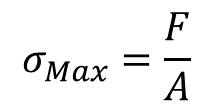 σ_Max = F/A